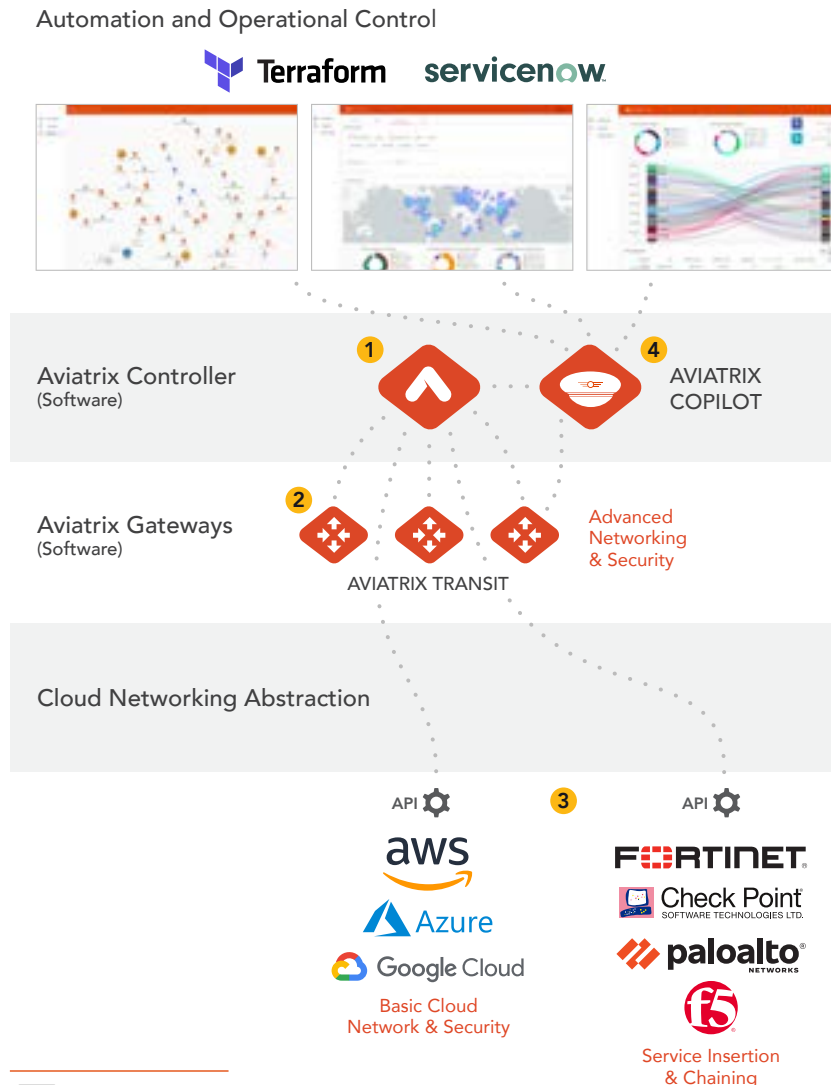 Automation and Operational Control
Terraform servicenow
1
4
Aviatrix Controller
(Software)
AVIATRIX
COPILOT
2
Aviatrix Gateways
(Software)
Advanced
Networking
& Security
AVIATRIX TRANSIT
Cloud Networking Abstraction
API
3
API
aws
Azure
Google Cloud
Basic Cloud
Network & Security
FORTINET®
Check Point
SOFTWARE TECHNOLOGIES LTD.
paloalto®
NETWORKS
f5
Service Insertion
& Chaining